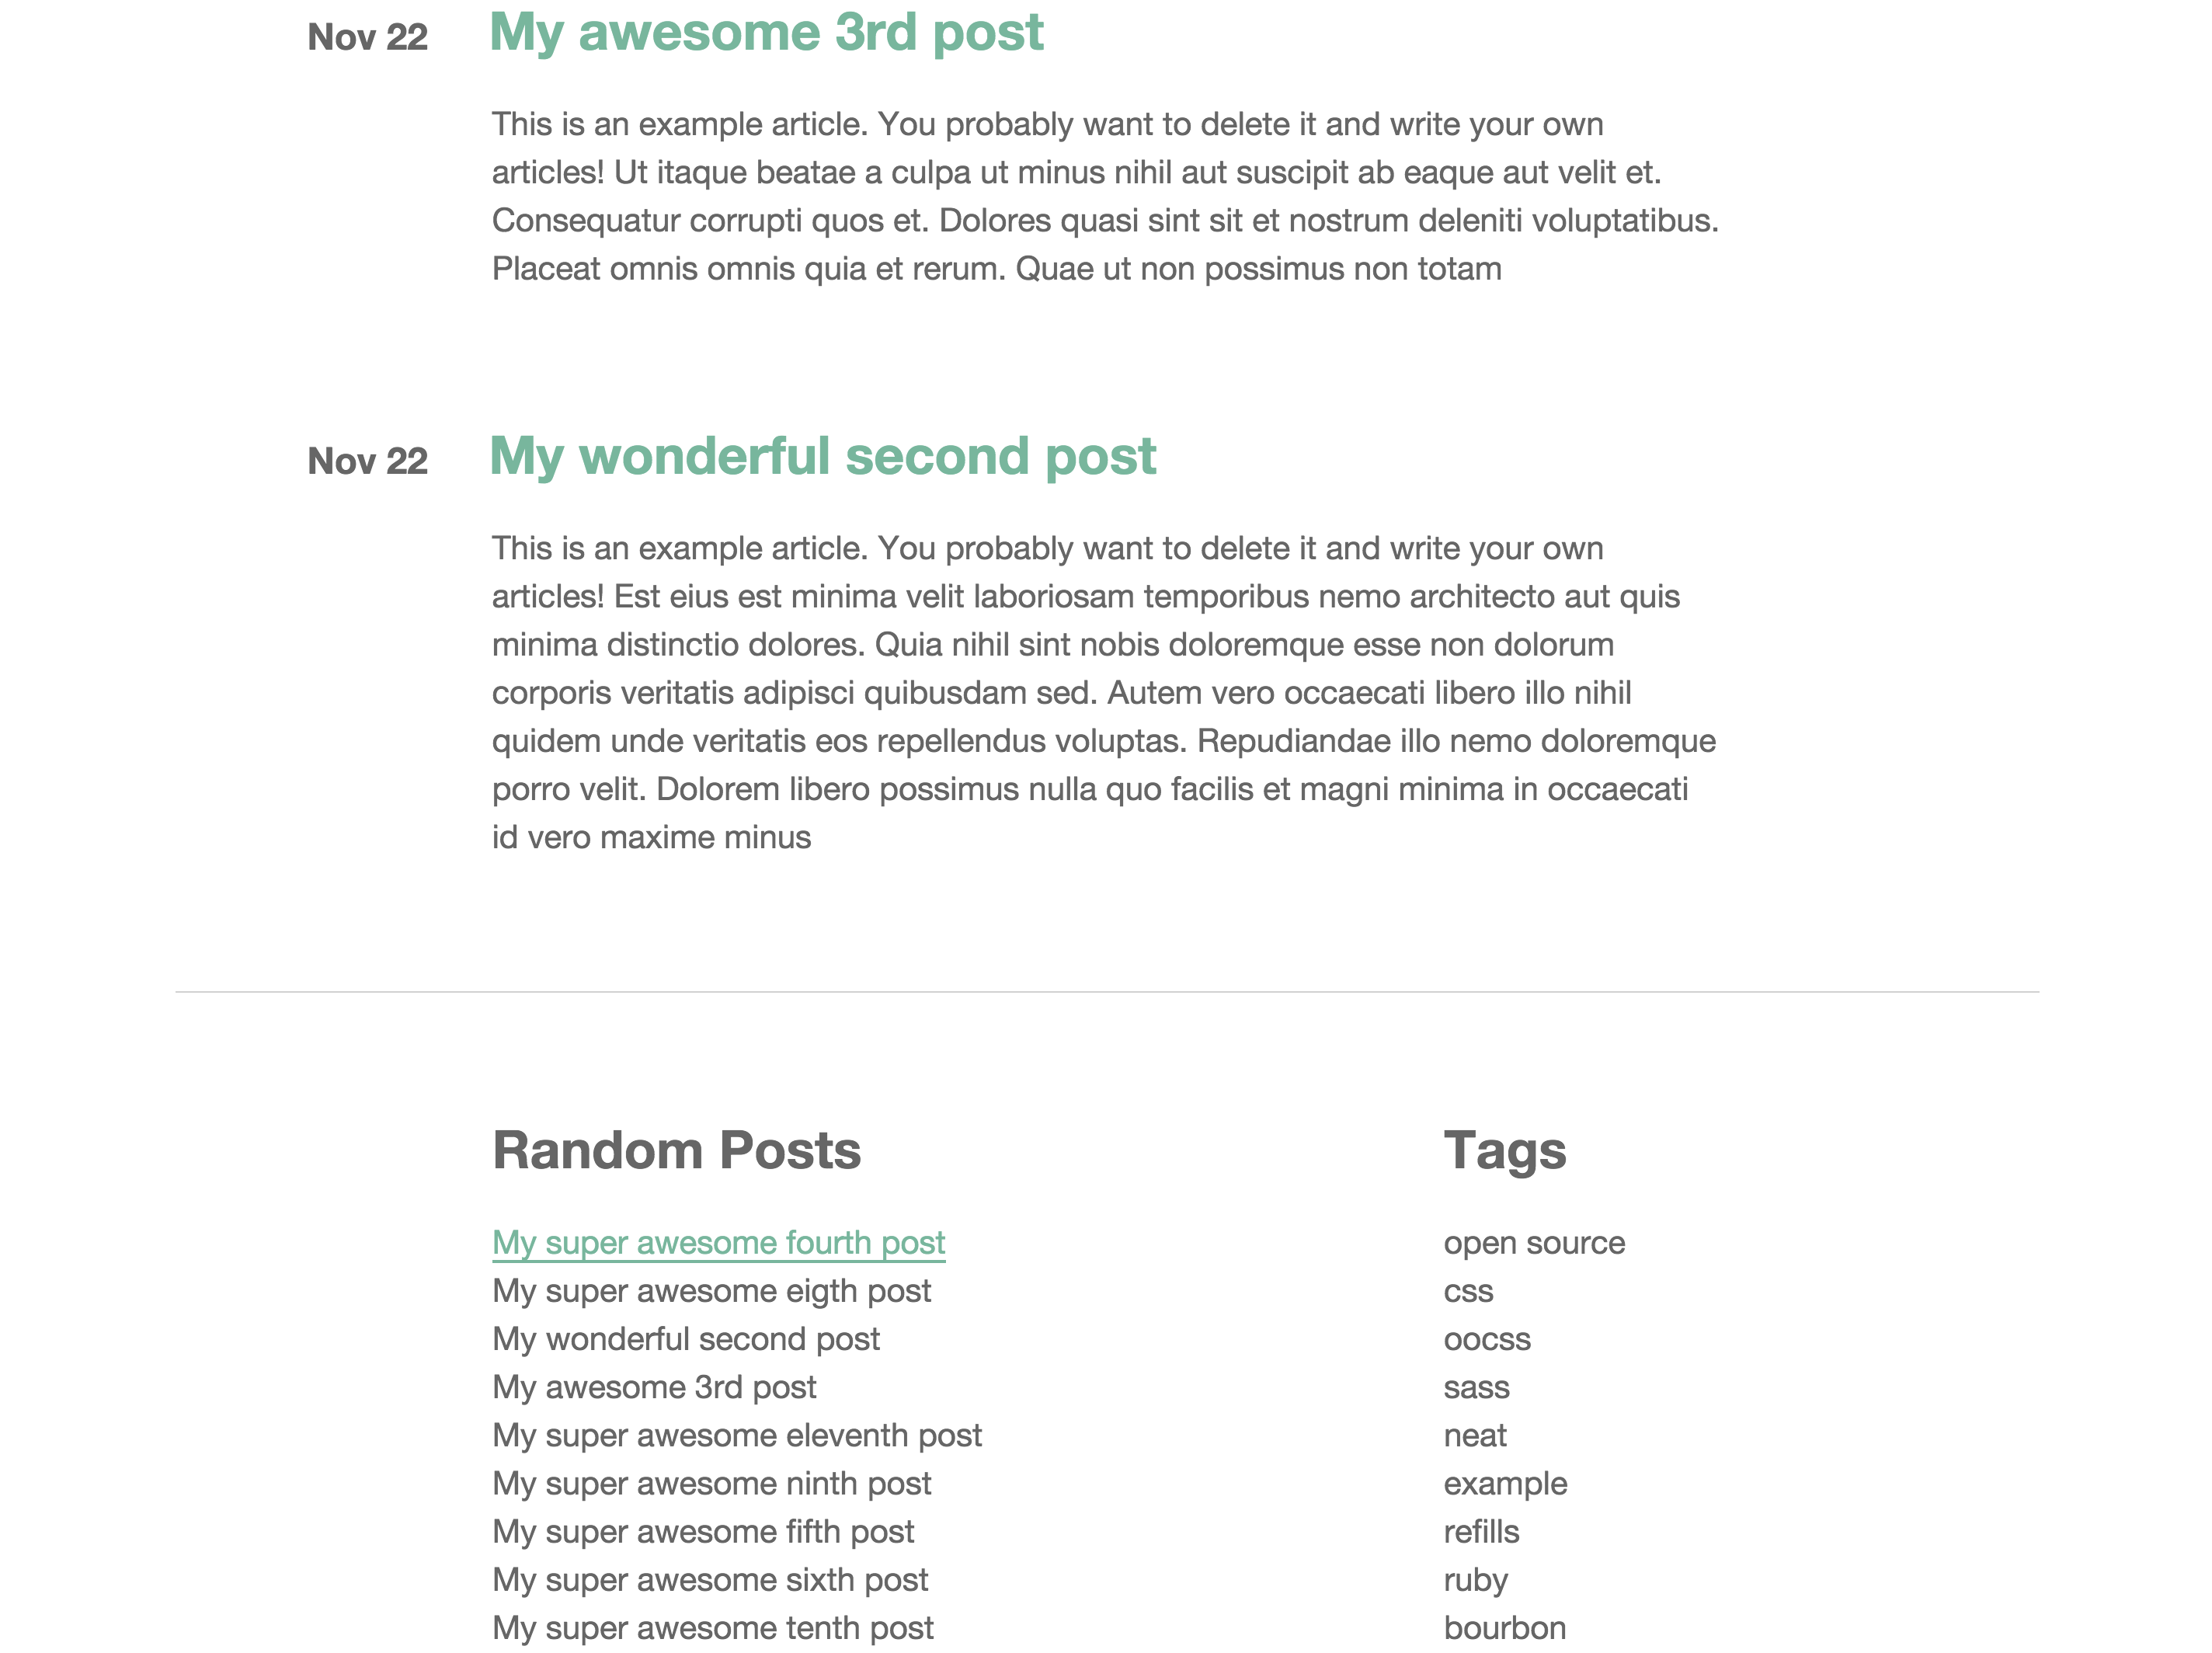 Nov 22 My awesome 3rd post
This is an example article. You probably want to delete it and write your own
articles! Ut itaque beatae a culpa ut minus nihil aut suscipit ab eaque aut velit et.
Consequatur corrupti quos et. Dolores quasi sint sit et nostrum deleniti voluptatibus.
Placeat omnis omnis quia et rerum. Quae ut non possimus non totam
Nov 22 My wonderful second post
This is an example article. You probably want to delete it and write your own
articles! Est eius est minima velit laboriosam temporibus nemo architecto aut quis
minima distinctio dolores. Quia nihil sint nobis doloremque esse non dolorum
corporis veritatis adipisci quibusdam sed. Autem vero occaecati libero illo nihil
quidem unde veritatis eos repellendus voluptas. Repudiandae illo nemo doloremque
porro velit. Dolorem libero possimus nulla quo facilis et magni minima in occaecati
id vero maxime minus
Random Posts
My super awesome fourth post
My super awesome eigth post
My wonderful second post
My awesome 3rd post
My super awesome eleventh post
My super awesome ninth post
My super awesome fifth post
My super awesome sixth post
My super awesome tenth post
Tags
open source
css
oocss
sass
neat
example
refills
ruby
bourbon